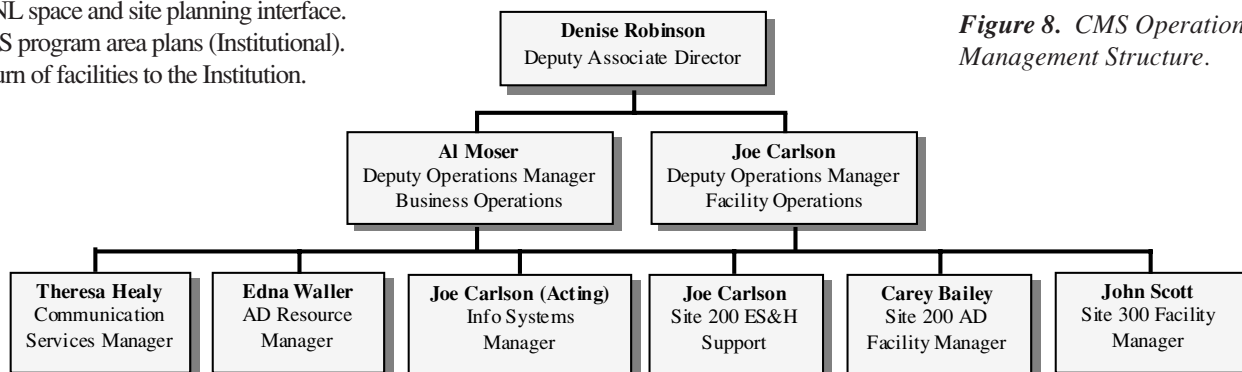 NL space and site planning interface.
S program area plans (Institutional).
urn of facilities to the Institution.
Figure 8. CMS Operation
Management Structure.
Denise Robinson
Deputy Associate Director
Al Moser
Deputy Operations Manager
Business Operations
Joe Carlson
Deputy Operations Manager
Facility Operations
Theresa Healy
Communication
Services Manager
Edna Waller
AD Resource
Manager
Joe Carlson (Acting)
Info Systems
Manager
Joe Carlson
Site 200 ES&H
Support
Carey Bailey
Site 200 AD
Facility Manager
John Scott
Site 300 Facility
Manager